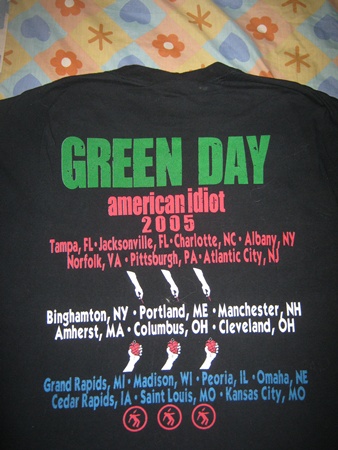 GREEN DAY
american idiot
2005
Tampa, FL • Jacksonville, FL • Charlotte, NC • Albany, NY
Norfolk, VA • Pittsburgh, PA • Atlantic City, NJ
Binghamton, NY • Portland, ME • Manchester, NH
Amherst, MA • Columbus, OH • Cleveland, OH
Grand Rapids, MI • Madison, Wi • Peoria, IL • Omaha, NE
Cedar Rapids, IA • Saint Louis, MO • Kansas City, MO